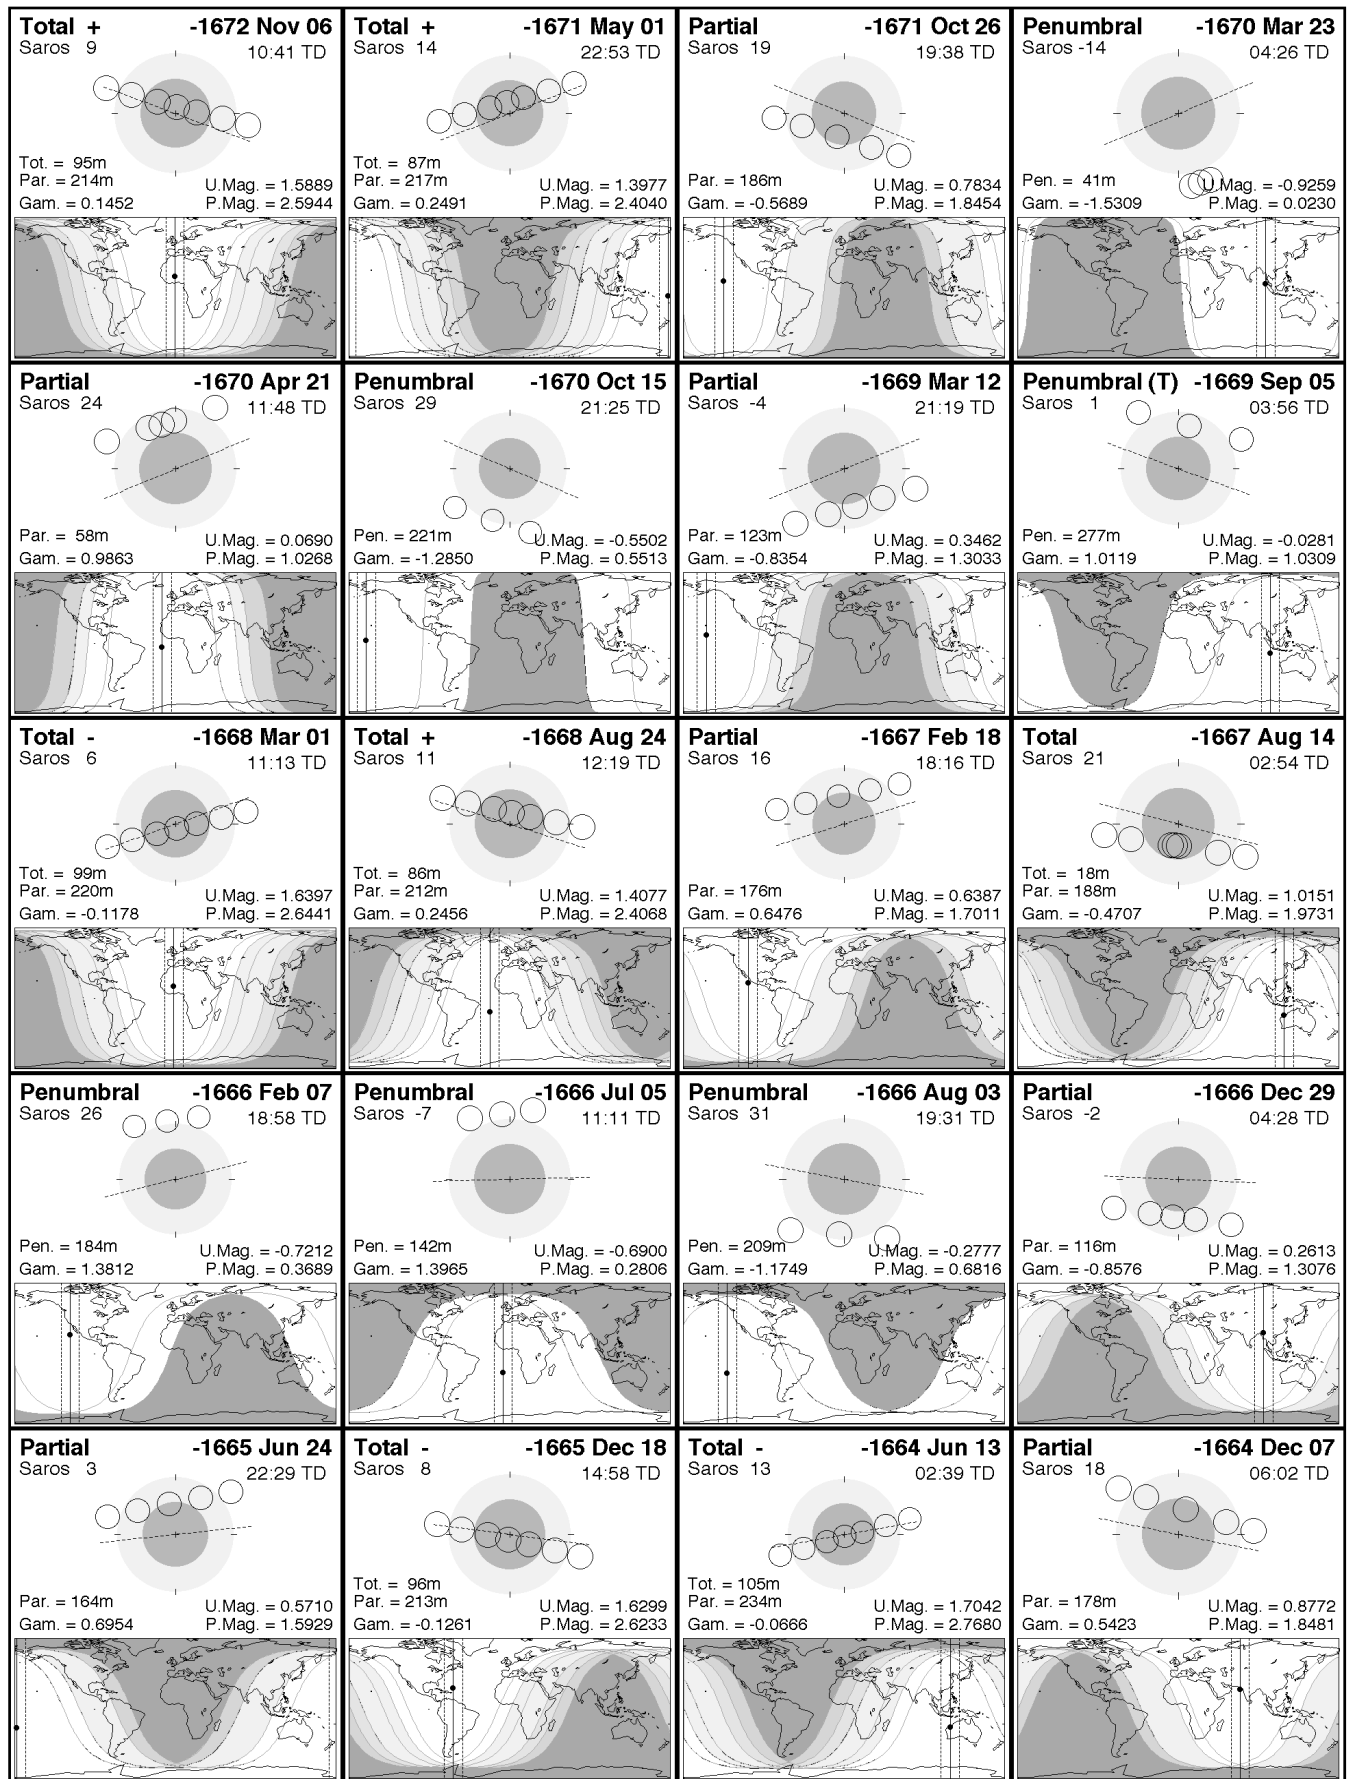 Total + -1672 Nov 06
Saros 9 10:41 TD
Tot. = 95m
Par. = 214m U.Mag. = 1.5889
Gam. = 0.1452 P.Mag. = 2.5944
Total + -1671 May 01
Saros 14 22:53 TD
Tot. = 87m
Par. = 217m U.Mag. = 1.3977
Gam. = 0.2491 P.Mag. = 2.4040
Partial -1671 Oct 26
Saros 19 19:38 TD
Par. = 186m U.Mag. = 0.7834
Gam. = -0.5689 P.Mag. = 1.8454
Penumbral -1670 Mar 23
Saros -14 04:26 TD
Pen. = 41m U.Mag. = -0.9259
Gam. = -1.5309 P.Mag. = 0.0230
Partial -1670 Apr 21
Saros 24 11:48 TD
Par. = 58m U.Mag. = 0.0690
Gam. = 0.9863 P.Mag. = 1.0268
Penumbral -1670 Oct 15
Saros 29 21:25 TD
Pen. = 221m U.Mag. = -0.5502
Gam. = -1.2850 P.Mag. = 0.5513
Partial -1669 Mar 12
Saros -4 21:19 TD
Par. = 123m U.Mag. = 0.3462
Gam. = -0.8354 P.Mag. = 1.3033
Penumbral (T) -1669 Sep 05
Saros 1 03:56 TD
Pen. = 277m U.Mag. = -0.0281
Gam. = 1.0119 P.Mag. = 1.0309
Total - -1668 Mar 01
Saros 6 11:13 TD
Tot. = 99m
Par. = 220m U.Mag. = 1.6397
Gam. = -0.1178 P.Mag. = 2.6441
Total + -1668 Aug 24
Saros 11 12:19 TD
Tot. = 86m
Par. = 212m U.Mag. = 1.4077
Gam. = 0.2456 P.Mag. = 2.4068
Partial -1667 Feb 18
Saros 16 18:16 TD
Par. = 176m U.Mag. = 0.6387
Gam. = 0.6476 P.Mag. = 1.7011
Total -1667 Aug 14
Saros 21 02:54 TD
Tot. = 18m
Par. = 188m U.Mag. = 1.0151
Gam. = -0.4707 P.Mag. = 1.9731
Penumbral -1666 Feb 07
Saros 26 18:58 TD
Pen. = 184m U.Mag. = -0.7212
Gam. = 1.3812 P.Mag. = 0.3689
Penumbral -1666 Jul 05
Saros -7 11:11 TD
Pen. = 142m U.Mag. = -0.6900
Gam. = 1.3965 P.Mag. = 0.2806
Penumbral -1666 Aug 03
Saros 31 19:31 TD
Pen. = 209m U.Mag. = -0.2777
Gam. = -1.1749 P.Mag. = 0.6816
Partial -1666 Dec 29
Saros -2 04:28 TD
Par. = 116m U.Mag. = 0.2613
Gam. = -0.8576 P.Mag. = 1.3076
Partial -1665 Jun 24
Saros 3 22:29 TD
Par. = 164m U.Mag. = 0.5710
Gam. = 0.6954 P.Mag. = 1.5929
Total - -1665 Dec 18
Saros 8 14:58 TD
Tot. = 96m
Par. = 213m U.Mag. = 1.6299
Gam. = -0.1261 P.Mag. = 2.6233
Total - -1664 Jun 13
Saros 13 02:39 TD
Tot. = 105m
Par. = 234m U.Mag. = 1.7042
Gam. = -0.0666 P.Mag. = 2.7680
Partial -1664 Dec 07
Saros 18 06:02 TD
Par. = 178m U.Mag. = 0.8772
Gam. = 0.5423 P.Mag. = 1.8481